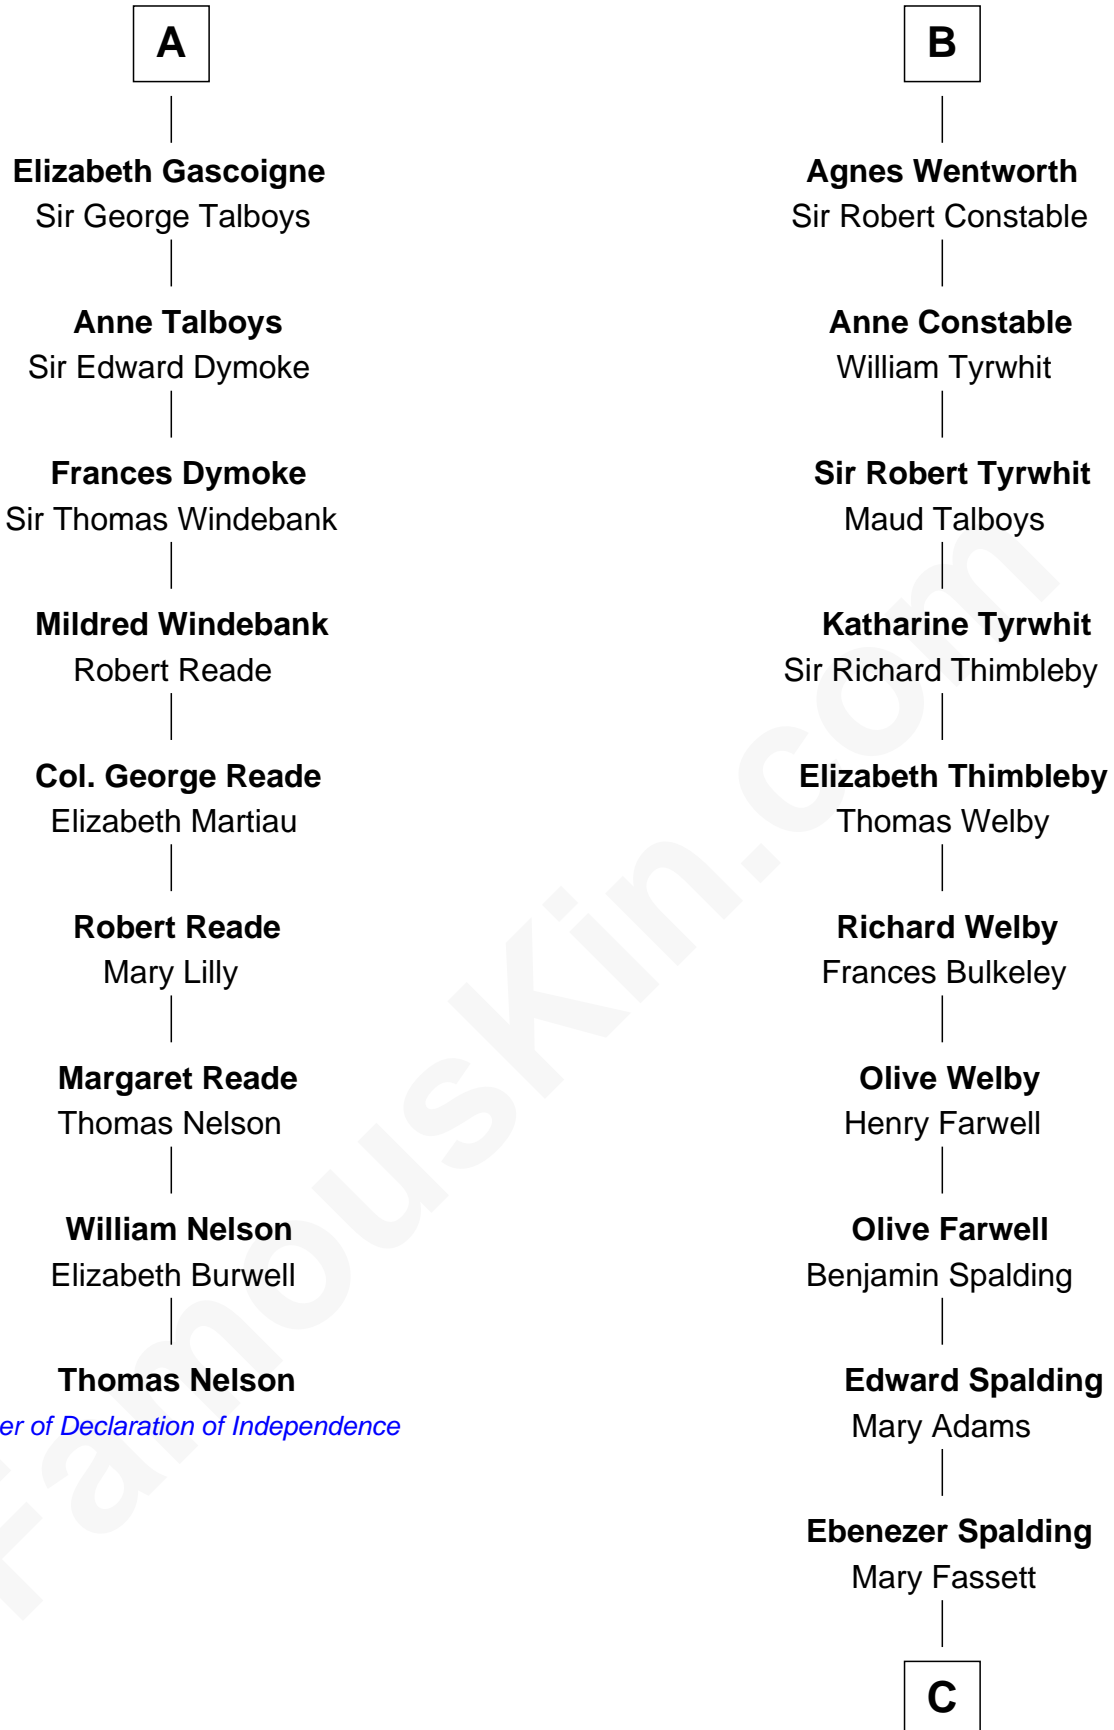 A
Elizabeth Gascoigne
Sir George Talboys
Anne Talboys
Sir Edward Dymoke
Frances Dymoke
Sir Thomas Windebank
Mildred Windebank
Robert Reade
Col. George Reade
Elizabeth Martiau
Robert Reade
Mary Lilly
Margaret Reade
Thomas Nelson
William Nelson
Elizabeth Burwell
Thomas Nelson
er of Declaration of Independence
B
Agnes Wentworth
Sir Robert Constable
Anne Constable
William Tyrwhit
Sir Robert Tyrwhit
Maud Talboys
Katharine Tyrwhit
Sir Richard Thimbleby
Elizabeth Thimbleby
Thomas Welby
Richard Welby
Frances Bulkeley
Olive Welby
Henry Farwell
Olive Farwell
Benjamin Spalding
Edward Spalding
Mary Adams
Ebenezer Spalding
Mary Fassett
C
FamousKin.com